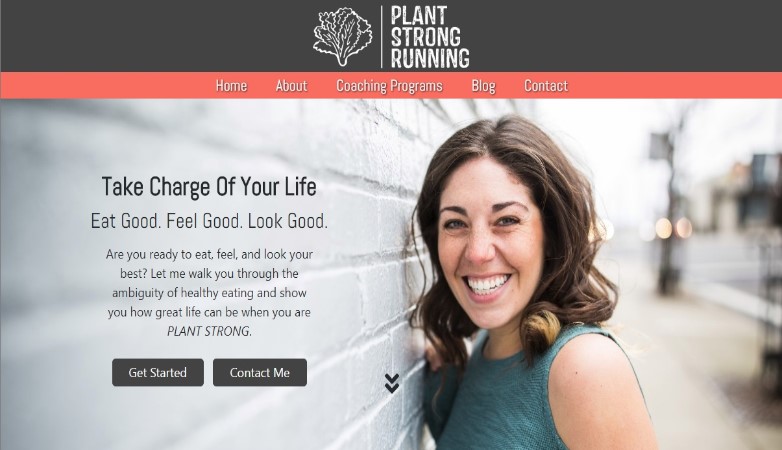 PLANT
STRONG
RUNNING
Home About Coaching Programs Blog Contact
Take Charge Of Your Life
Eat Good. Feel Good. Look Good.
Are you ready to eat, feel, and look your
best? Let me walk you through the
ambiguity of healthy eating and show
you how great life can be when you are
PLANT STRONG.
Get Started Contact Me